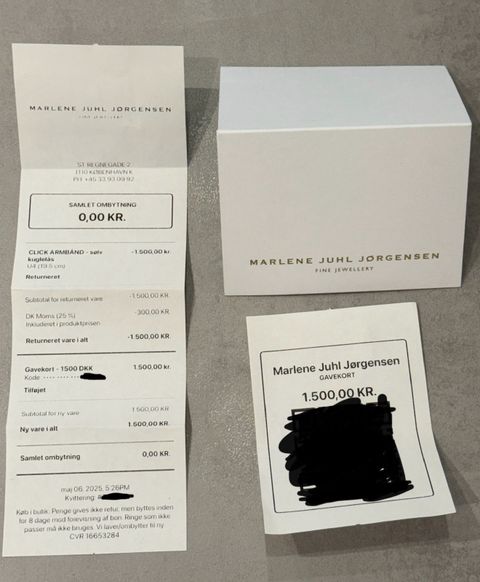 MARLENE JUHL JØRGENSEN
FINE JEWELLERY
ST REGNEGADE 2
1110 KØBENHAVN K
PH: +45 33 93 09 92
SAMLET OMBYTNING
0,00 KR.
CLICK ARMBÅND - sølv -1.500,00 kr.
kuglelås
U4 (19.5 cm)
Returneret
Subtotal for returneret vare -1.500,00 KR.
DK Moms (25 %) -300,00 KR.
Inkluderet i produktprisen
Returneret vare i alt -1.500,00 KR.
Gavekort - 1500 DKK 1.500,00 kr.
Kode
Tilføjet
Subtotal for ny vare 1.500,00 KR.
Ny vare i alt 1.500,00 KR.
Samlet ombytning 0,00 KR.
maj 06, 2025, 5:26PM
Kvittering:
Køb i butik: Penge gives ikke retur, men byttes inden
for 8 dage mod forevisning af bon. Ringe som ikke
passer må ikke bruges. Vi laver/ombytter til ny
CVR 16653284
MARLENE JUHL JØRGENSEN
FINE JEWELLERY
Marlene Juhl Jørgensen
GAVEKORT
1.500,00 KR.